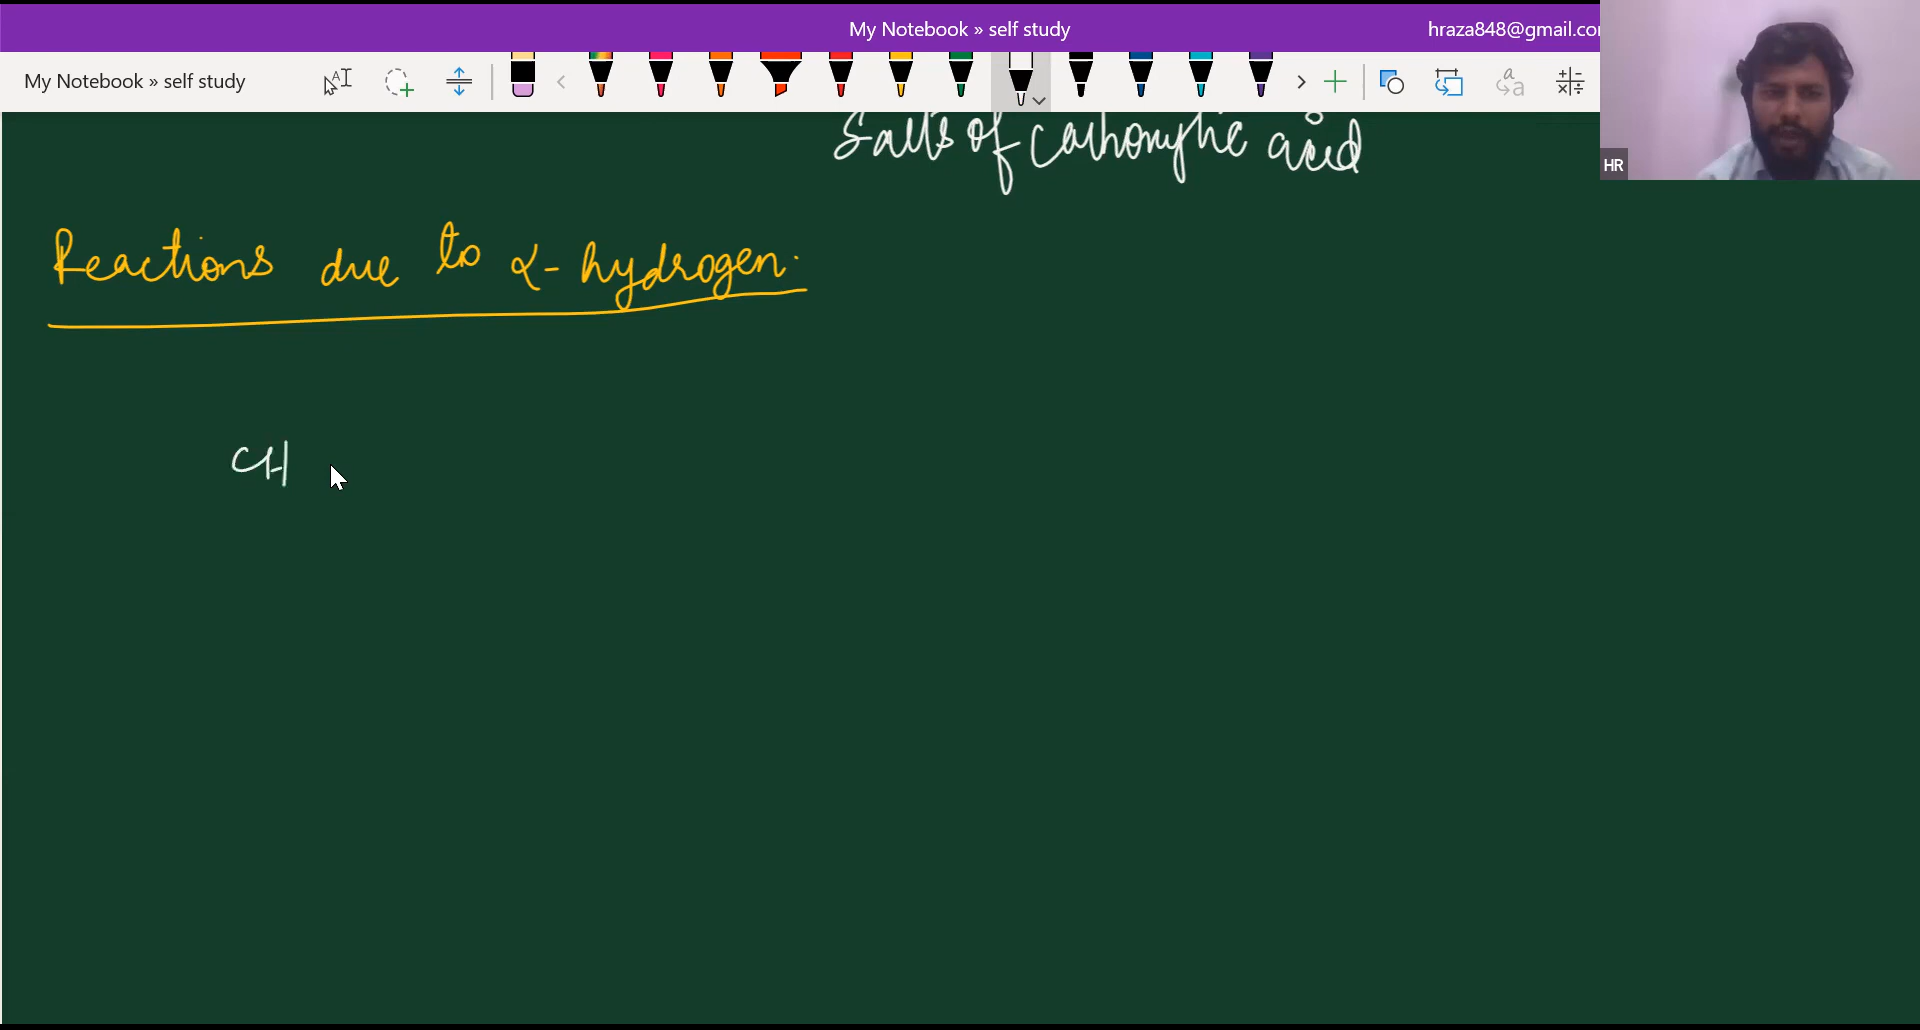 My Notebook » self study
hraza848@gmail.co
My Notebook » self study
Salts of Carboxylic acid
HR
Reactions due to α- hydrogen.
CH